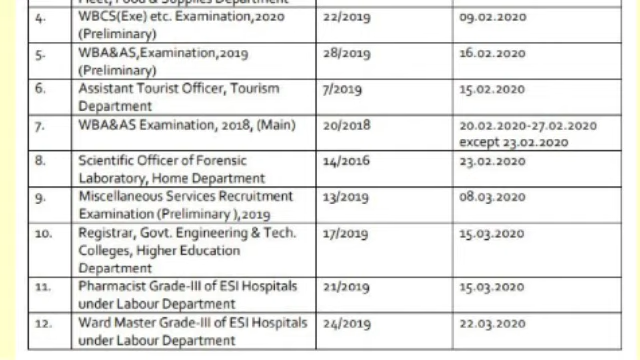 Fleet, Food & Supplies Department
4. WBCS(Exe) etc. Examination,2020 22/2019 09.02.2020
(Preliminary)
5. WBA&AS,Examination,2019 28/2019 16.02.2020
(Preliminary)
6. Assistant Tourist Officer, Tourism 7/2019 15.02.2020
Department
7. WBA&AS Examination, 2018, (Main) 20/2018 20.02.2020-27.02.2020
except 23.02.2020
8. Scientific Officer of Forensic 14/2016 23.02.2020
Laboratory, Home Department
9. Miscellaneous Services Recruitment 13/2019 08.03.2020
Examination (Preliminary ),2019
10. Registrar, Govt. Engineering & Tech. 17/2019 15.03.2020
Colleges, Higher Education
Department
11. Pharmacist Grade-III of ESI Hospitals 21/2019 15.03.2020
under Labour Department
12. Ward Master Grade-III of ESI Hospitals 24/2019 22.03.2020
under Labour Department